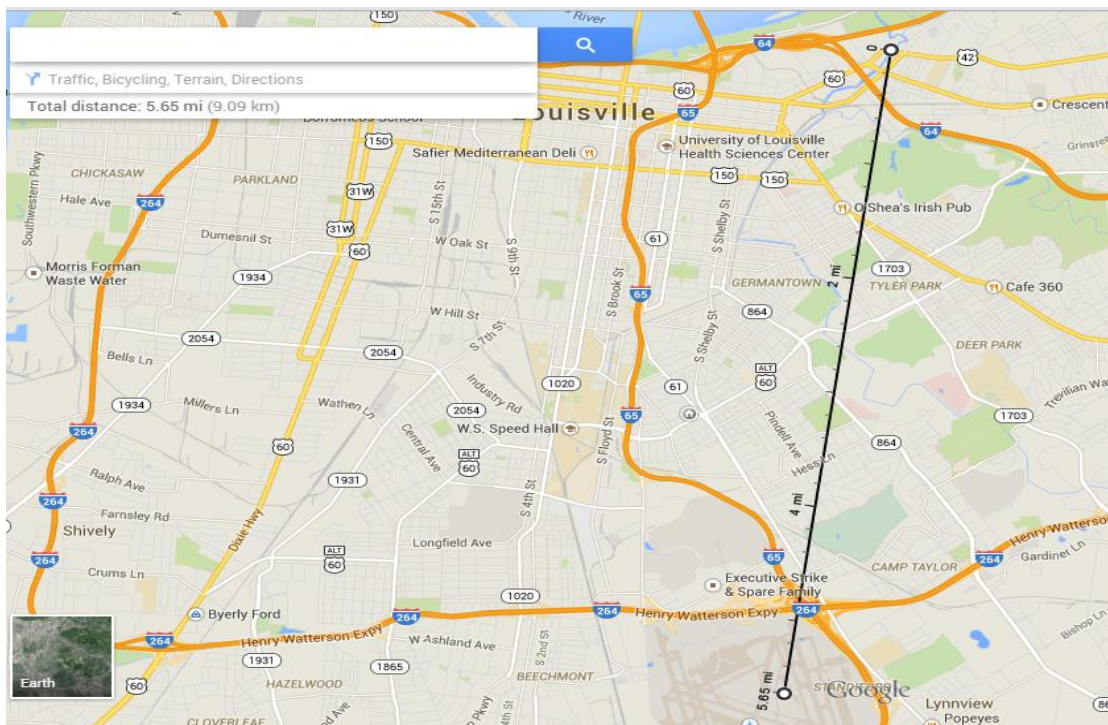 River
150
64
0
42
Traffic, Bicycling, Terrain, Directions
60
60
Total distance: 5.65 mi (9.09 km)
Louisville
65
Crescent
150
University of Louisville
Health Sciences Center
64
Safier Mediterranean Deli
150
150
CHICKASAW
PARKLAND
31W
Southwestern Pkwy
Hale Ave
264
S 15th St
S Shelby St
O'Shea's Irish Pub
31W
Dumesnil St
W Oak St
S 9th St
61
60
Morris Forman
Waste Water
1934
S Brook St
2 mi
1703
GERMANTOWN
TYLER PARK
Cafe 360
65
W Hill St
864
2054
S 7th St
S Shelby St
2054
DEER PARK
Bells Ln
ALT
60
1020
61
Industry Rd
1934
Millers Ln
Wathen Ln
2054
Trevilian Way
65
1703
264
W.S. Speed Hall
S Floyd St
Pindell Ave
Central Ave
60
864
ALT
60
Hess Ln
Ralph Ave
1931
264
S 4th St
4 mi
Farnsley Rd
Dixie Hwy
Shively
Longfield Ave
Henry Watterson Expy
ALT
60
65
264
Gardiner Ln
264
CAMP TAYLOR
Crums Ln
Executive Strike
& Spare Family
1020
Byerly Ford
264
264
Henry Watterson Expy
264
Bishop Ln
264
Henry Watterson Expy
W Ashland Ave
S 2nd St
1931
1865
BEECHMONT
Earth
HAZELWOOD
5.65 mi
STANDIFORD
Google
Lynnview
CLOVERLEAF
Popeyes